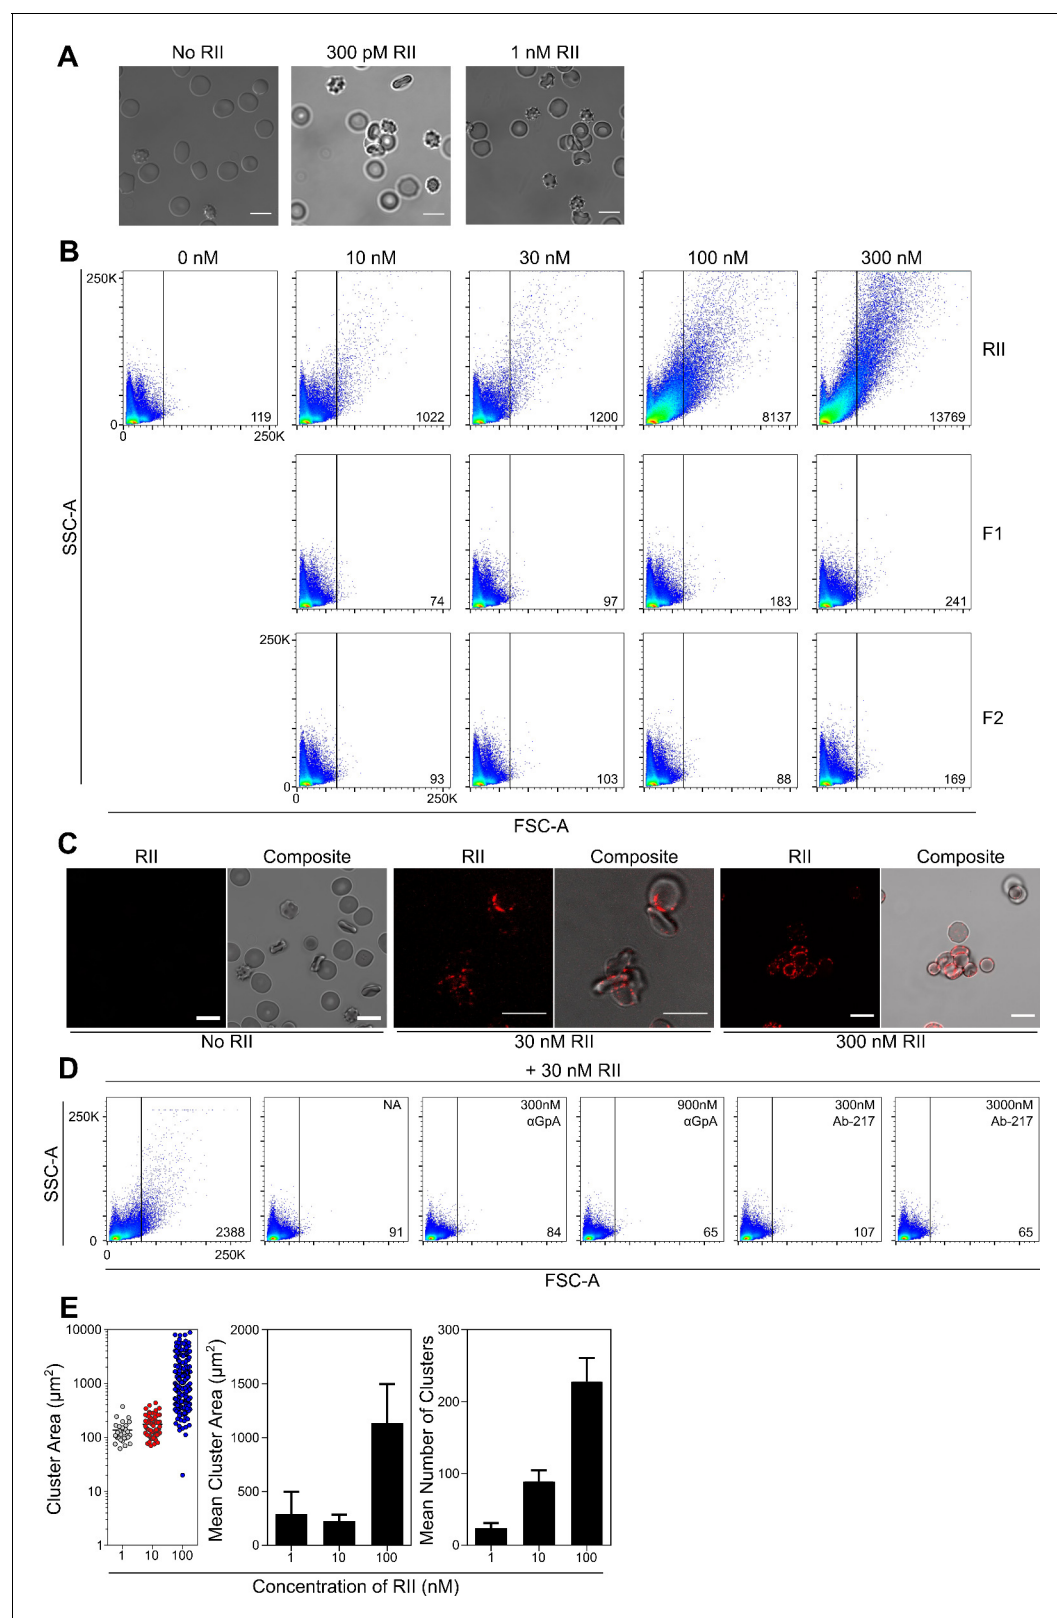 A
No RII
300 pM RII
1 nM RII
B
0 nM
10 nM
30 nM
100 nM
300 nM
250K
0
119
0
250K
1022
1200
8137
13769
RII
74
97
183
241
F1
SSC-A
250K
0
93
103
88
169
F2
0
250K
FSC-A
C
RII
Composite
RII
Composite
RII
Composite
No RII
30 nM RII
300 nM RII
D
+ 30 nM RII
SSC-A
250K
0
2388
0
250K
NA
91
300nM
αGpA
84
900nM
αGpA
65
300nM
Ab-217
107
3000nM
Ab-217
65
FSC-A
E
Cluster Area (µm²)
10000
1000
100
10
1
1
10
100
Mean Cluster Area (µm²)
2000
1500
1000
500
0
1
10
100
Mean Number of Clusters
300
200
100
0
1
10
100
Concentration of RII (nM)